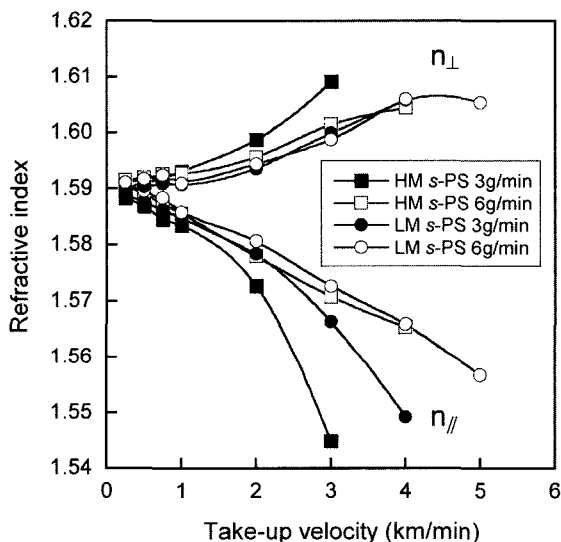 1.62
1.61
1.60
1.59
1.58
1.57
1.56
1.55
1.54
Refractive index
n⊥
HM s-PS 3g/min
HM s-PS 6g/min
LM s-PS 3g/min
LM s-PS 6g/min
n//
0 1 2 3 4 5 6
Take-up velocity (km/min)